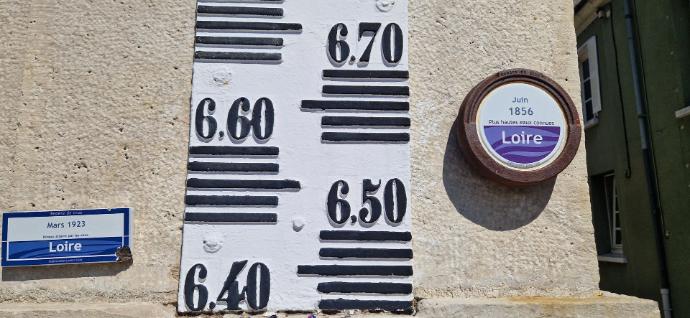 6.70
6.60
6.50
6.40
Juin
1856
Plus hautes eaux connues
Loire
Mars 1923
Loire